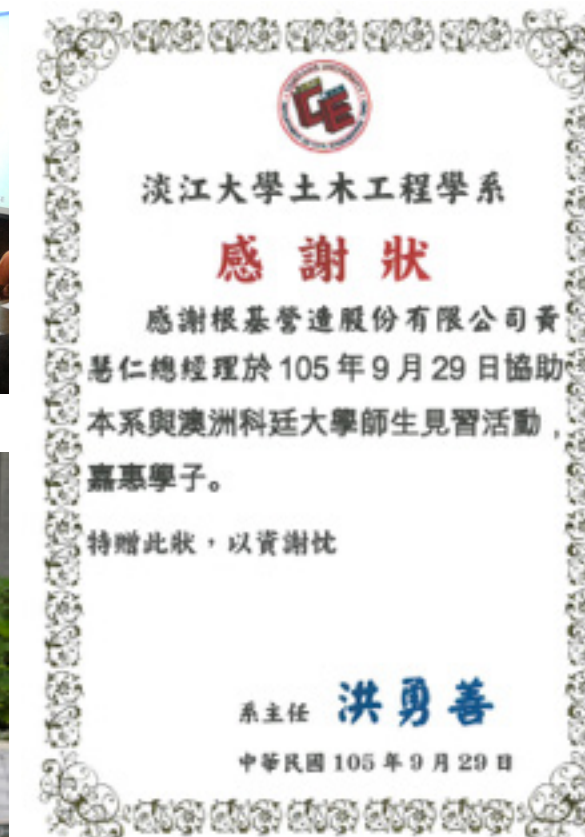 淡江大學土木工程學系
感謝狀
感謝根基營造股份有限公司黃
慧仁總經理於105年9月29日協助
本系與澳洲科廷大學師生見習活動，
嘉惠學子。
特贈此狀，以資謝忱
系主任 洪勇善
中華民國105年9月29日